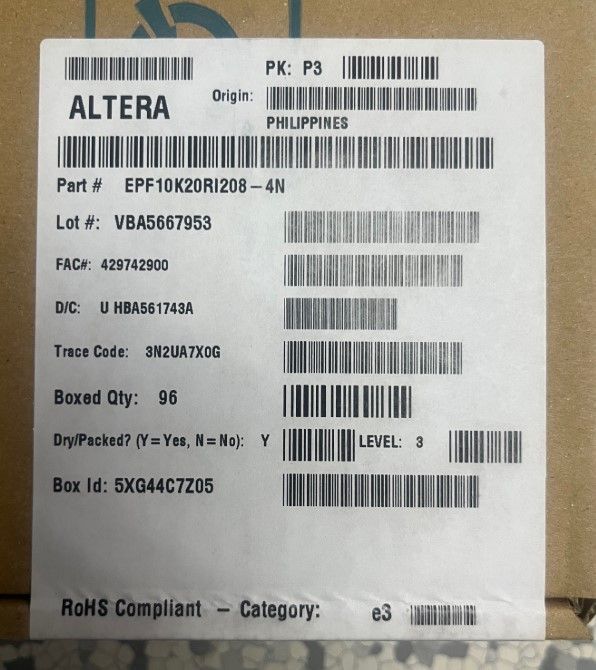 PK: P3
ALTERA
Origin:
PHILIPPINES
Part # EPF10K20RI208-4N
Lot #: VBA5667953
FAC#: 429742900
D/C: U HBA561743A
Trace Code: 3N2UA7X0G
Boxed Qty: 96
Dry/Packed? (Y=Yes, N=No): Y LEVEL: 3
Box Id: 5XG44C7Z05
RoHS Compliant - Category: e3